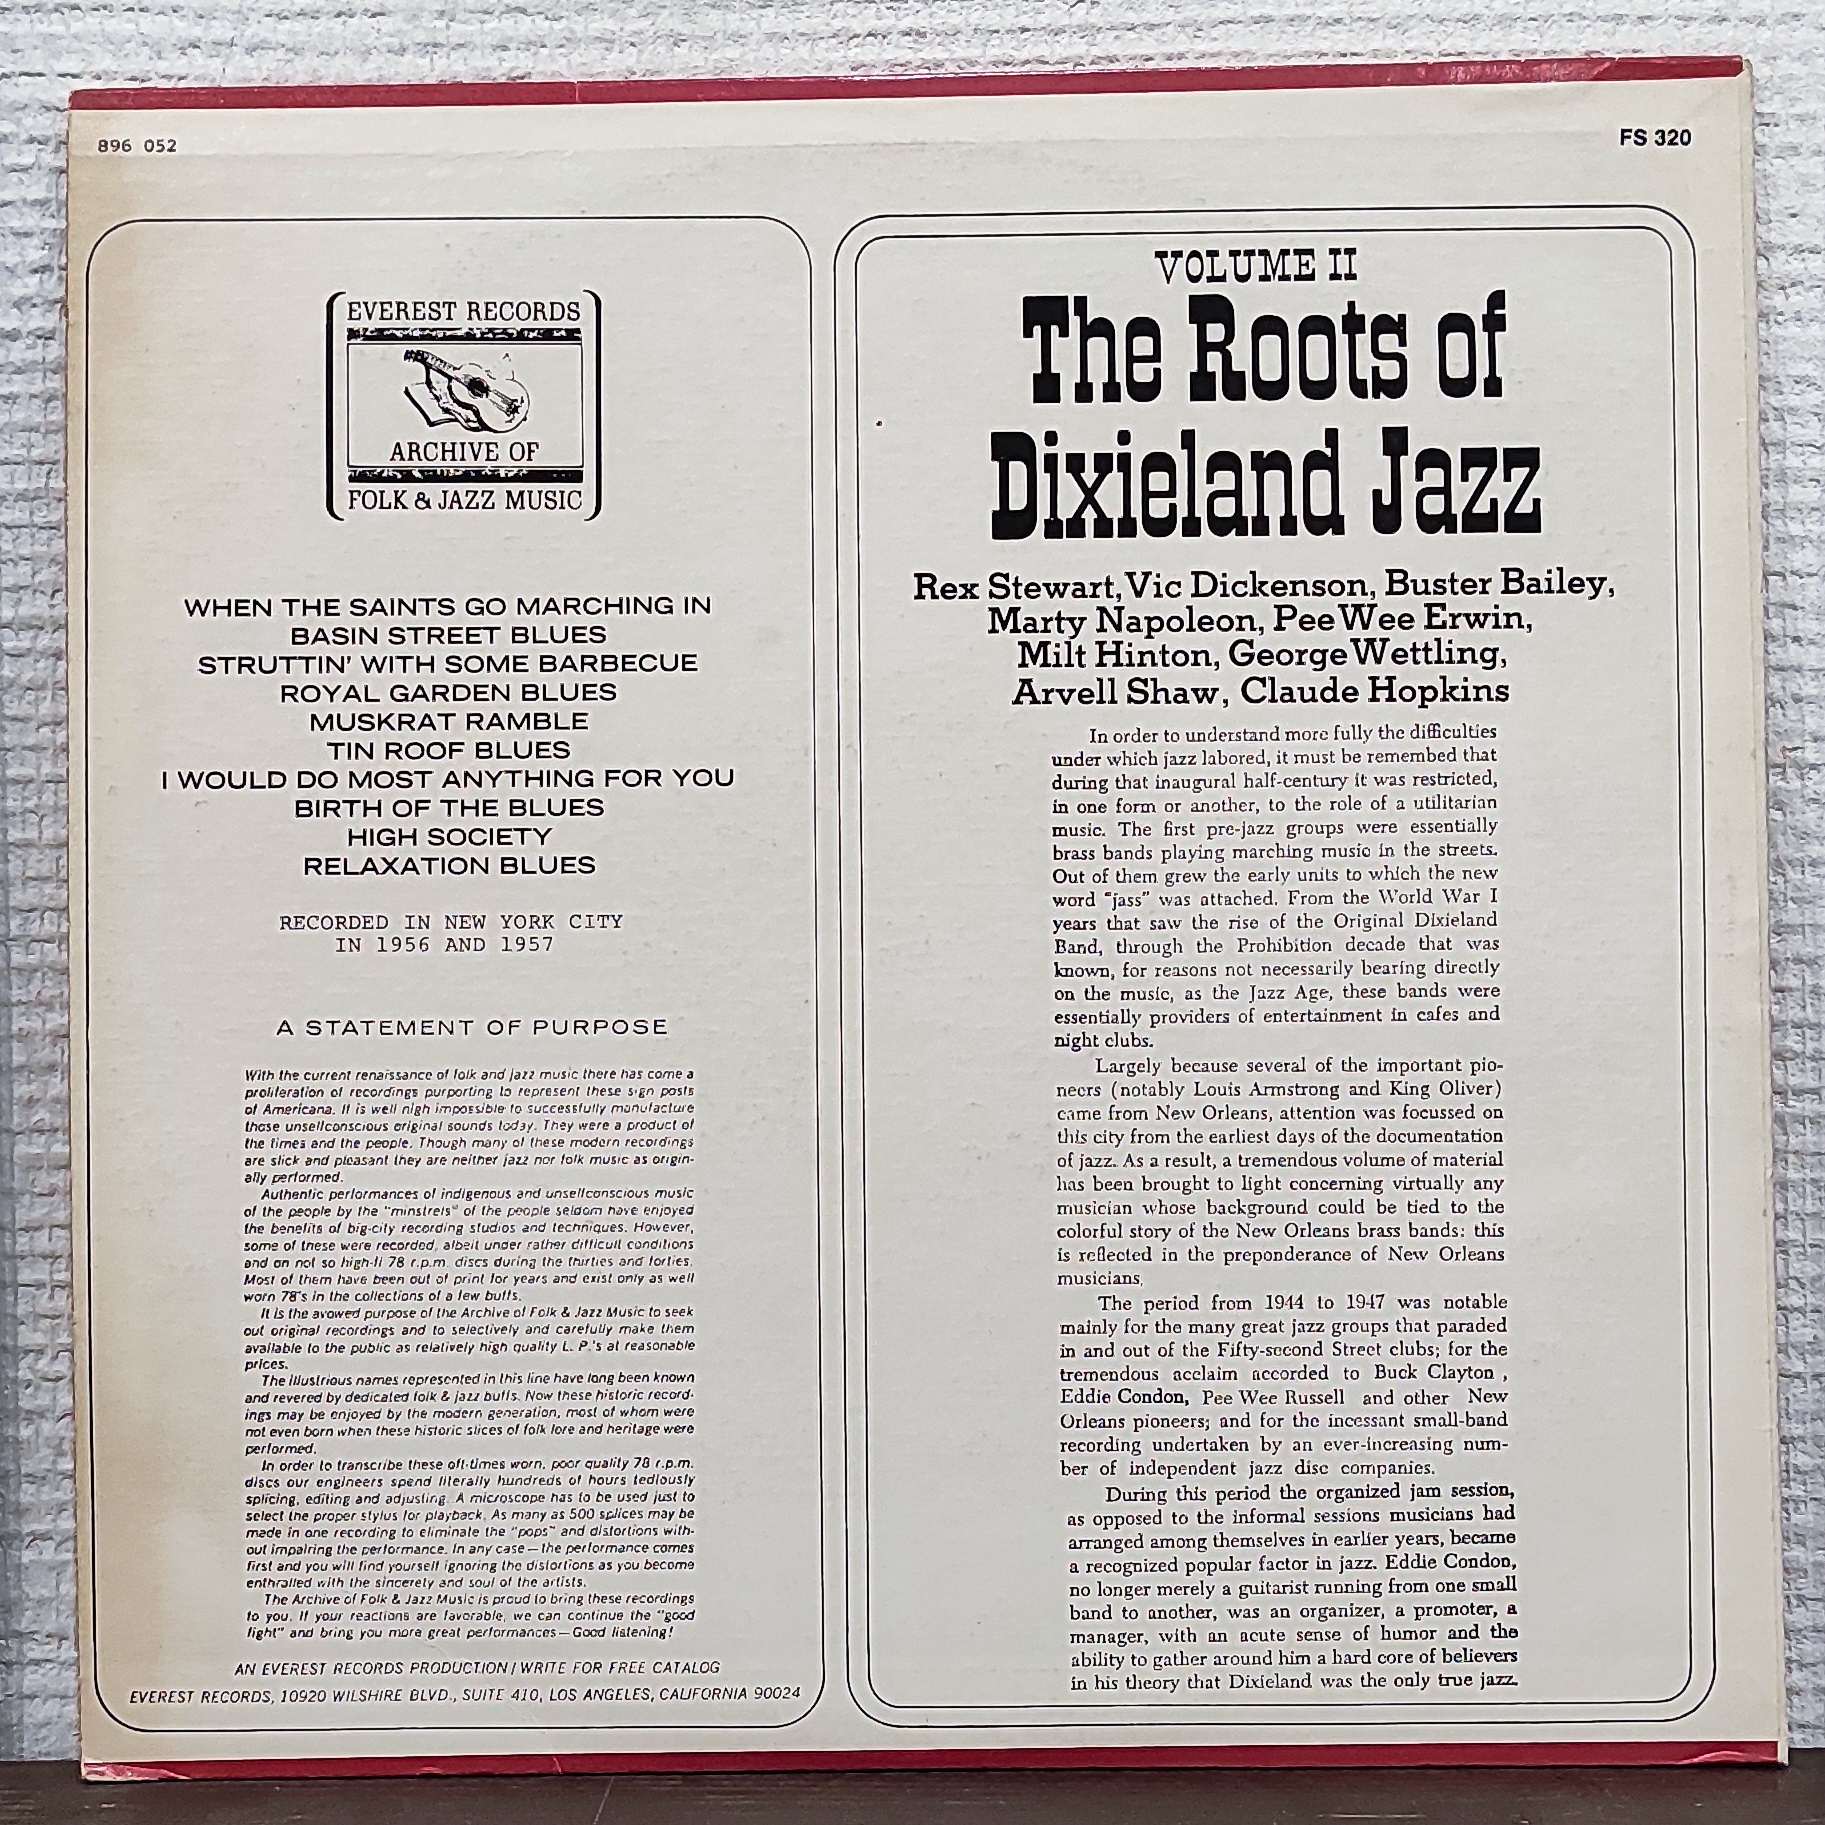 896 052
FS 320
EVEREST RECORDS
ARCHIVE OF
FOLK & JAZZ MUSIC
WHEN THE SAINTS GO MARCHING IN
BASIN STREET BLUES
STRUTTIN' WITH SOME BARBECUE
ROYAL GARDEN BLUES
MUSKRAT RAMBLE
TIN ROOF BLUES
I WOULD DO MOST ANYTHING FOR YOU
BIRTH OF THE BLUES
HIGH SOCIETY
RELAXATION BLUES
RECORDED IN NEW YORK CITY
IN 1956 AND 1957
A STATEMENT OF PURPOSE
With the current renaissance of folk and jazz music there has come a
proliferation of recordings purporting to represent these sign posts
of Americana. It is well nigh impossible to successfully manufacture
those unselfconscious original sounds today. They were a product of
the times and the people. Though many of these modern recordings
are slick and pleasant they are neither jazz nor folk music as origin-
ally performed.
Authentic performances of indigenous and unselfconscious music
of the people by the "minstrels" of the people seldom have enjoyed
the benefits of big-city recording studios and techniques. However,
some of these were recorded, albeit under rather difficult conditions
and on not so high-fi 78 r.p.m. discs during the thirties and forties.
Most of them have been out of print for years and exist only as well
worn 78's in the collections of a few buffs.
It is the avowed purpose of the Archive of Folk & Jazz Music to seek
out original recordings and to selectively and carefully make them
available to the public as relatively high quality L. P.'s at reasonable
prices.
The illustrious names represented in this line have long been known
and revered by dedicated folk & jazz buffs. Now these historic record-
ings may be enjoyed by the modern generation, most of whom were
not even born when these historic slices of folk lore and heritage were
performed.
In order to transcribe these oft-times worn, poor quality 78 r.p.m.
discs our engineers spend literally hundreds of hours tediously
splicing, editing and adjusting. A microscope has to be used just to
select the proper stylus for playback. As many as 500 splices may be
made in one recording to eliminate the "pops" and distortions with-
out impairing the performance. In any case — the performance comes
first and you will find yourself ignoring the distortions as you become
enthralled with the sincerety and soul of the artists.
The Archive of Folk & Jazz Music is proud to bring these recordings
to you. If your reactions are favorable, we can continue the "good
fight" and bring you more great performances — Good listening!
AN EVEREST RECORDS PRODUCTION / WRITE FOR FREE CATALOG
EVEREST RECORDS, 10920 WILSHIRE BLVD., SUITE 410, LOS ANGELES, CALIFORNIA 90024
VOLUME II
The Roots of
Dixieland Jazz
Rex Stewart, Vic Dickenson, Buster Bailey,
Marty Napoleon, Pee Wee Erwin,
Milt Hinton, George Wettling,
Arvell Shaw, Claude Hopkins
In order to understand more fully the difficulties
under which jazz labored, it must be remembed that
during that inaugural half-century it was restricted,
in one form or another, to the role of a utilitarian
music. The first pre-jazz groups were essentially
brass bands playing marching music in the streets.
Out of them grew the early units to which the new
word "jass" was attached. From the World War I
years that saw the rise of the Original Dixieland
Band, through the Prohibition decade that was
known, for reasons not necessarily bearing directly
on the music, as the Jazz Age, these bands were
essentially providers of entertainment in cafes and
night clubs.
Largely because several of the important pio-
neers (notably Louis Armstrong and King Oliver)
came from New Orleans, attention was focussed on
this city from the earliest days of the documentation
of jazz. As a result, a tremendous volume of material
has been brought to light concerning virtually any
musician whose background could be tied to the
colorful story of the New Orleans brass bands: this
is reflected in the preponderance of New Orleans
musicians.
The period from 1944 to 1947 was notable
mainly for the many great jazz groups that paraded
in and out of the Fifty-second Street clubs; for the
tremendous acclaim accorded to Buck Clayton ,
Eddie Condon, Pee Wee Russell and other New
Orleans pioneers; and for the incessant small-band
recording undertaken by an ever-increasing num-
ber of independent jazz disc companies.
During this period the organized jam session,
as opposed to the informal sessions musicians had
arranged among themselves in earlier years, became
a recognized popular factor in jazz. Eddie Condon,
no longer merely a guitarist running from one small
band to another, was an organizer, a promoter, a
manager, with an acute sense of humor and the
ability to gather around him a hard core of believers
in his theory that Dixieland was the only true jazz.